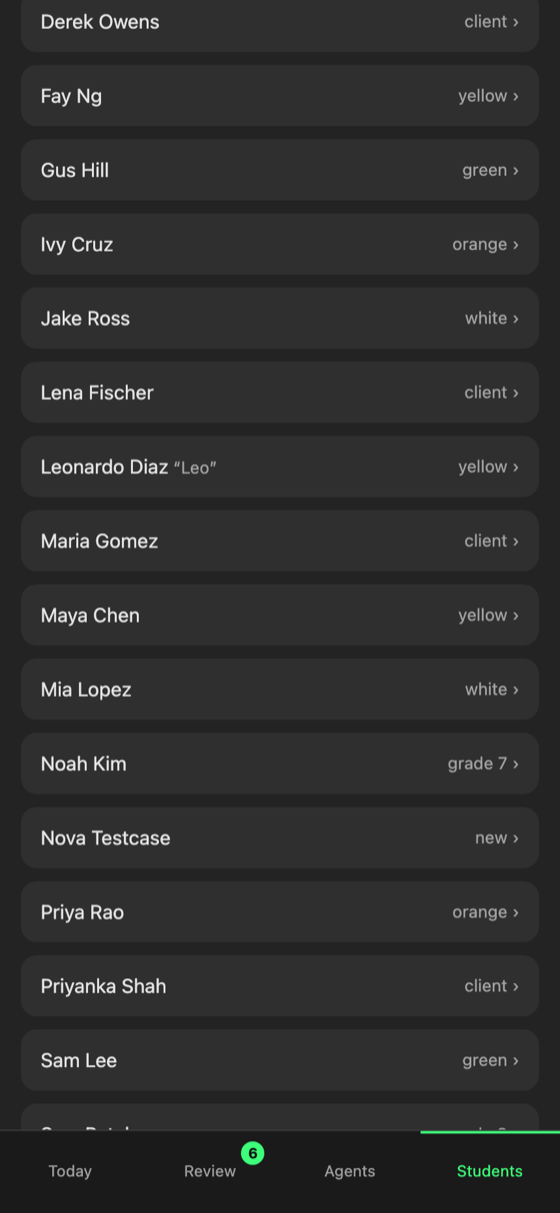 Derek Owens client ›
Fay Ng yellow ›
Gus Hill green ›
Ivy Cruz orange ›
Jake Ross white ›
Lena Fischer client ›
Leonardo Diaz “Leo” yellow ›
Maria Gomez client ›
Maya Chen yellow ›
Mia Lopez white ›
Noah Kim grade 7 ›
Nova Testcase new ›
Priya Rao orange ›
Priyanka Shah client ›
Sam Lee green ›
Today Review 6 Agents Students